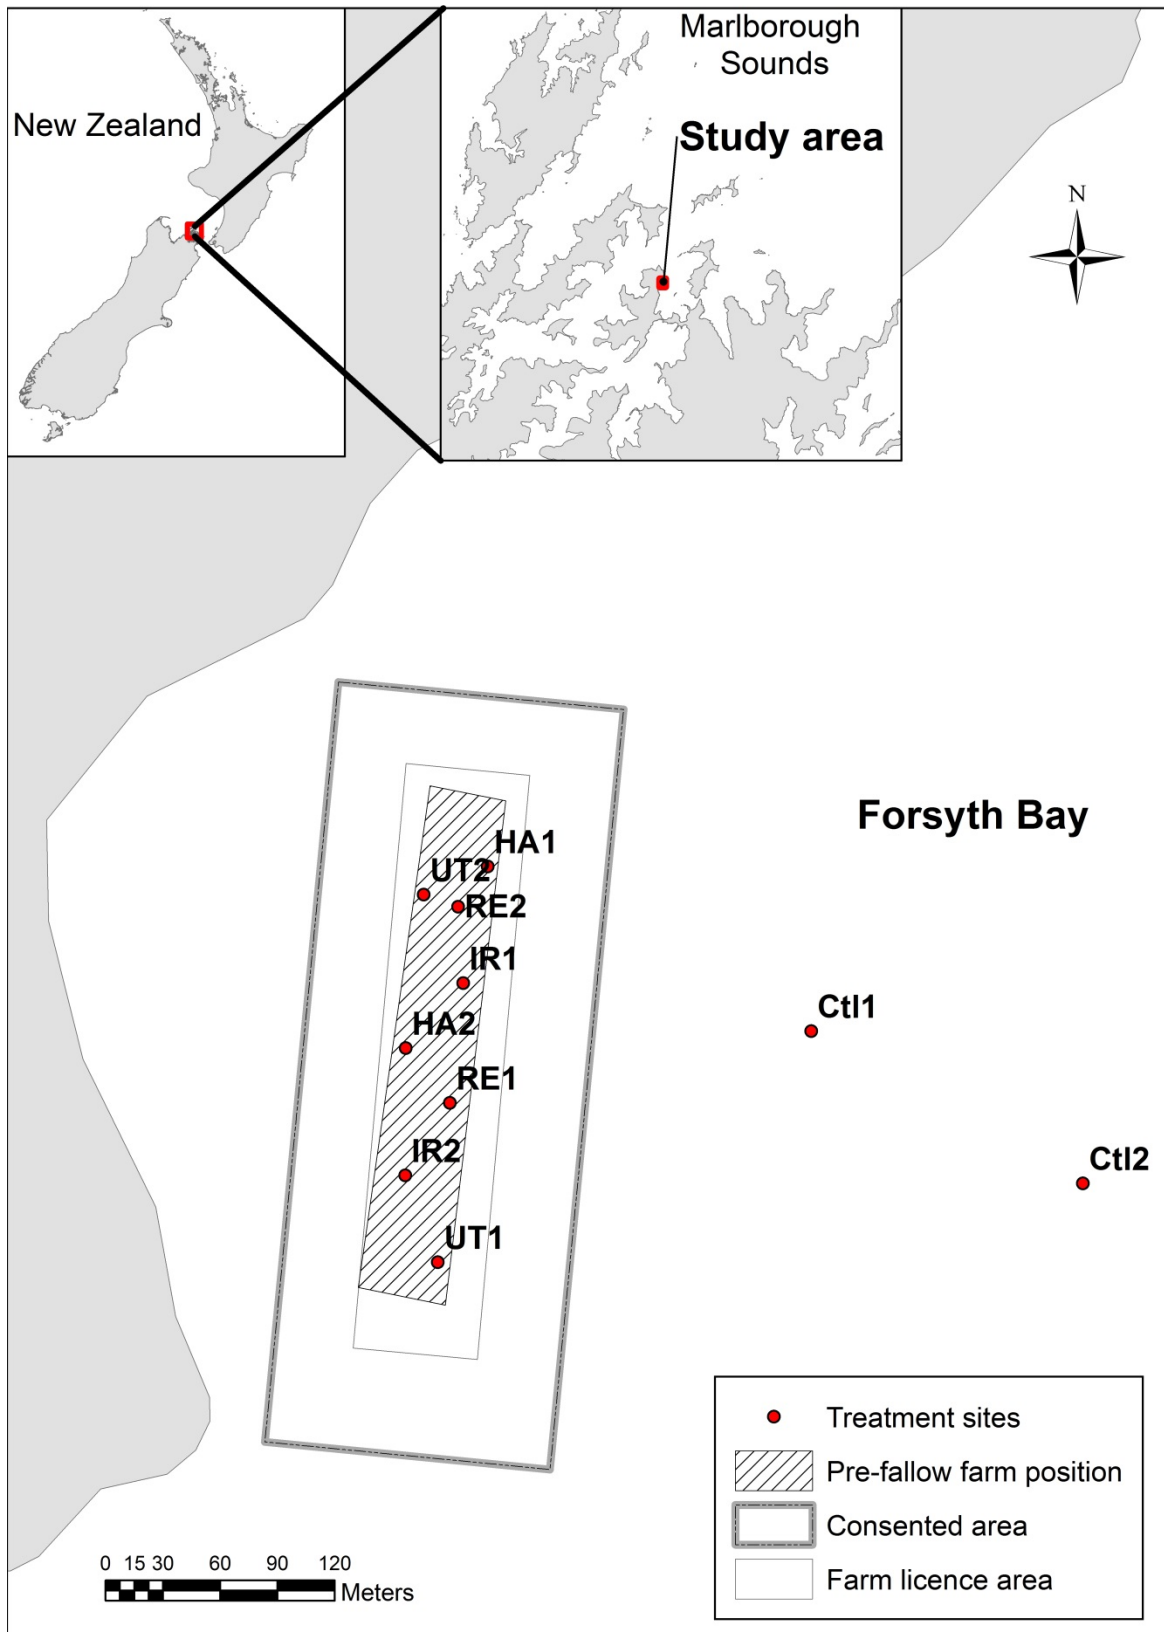 New Zealand
Marlborough
Sounds
Study area
N
Forsyth Bay
HA1
UT2
RE2
IR1
HA2
RE1
IR2
UT1
Ctl1
Ctl2
Treatment sites
Pre-fallow farm position
Consented area
Farm licence area
0 15 30 60 90 120
Meters